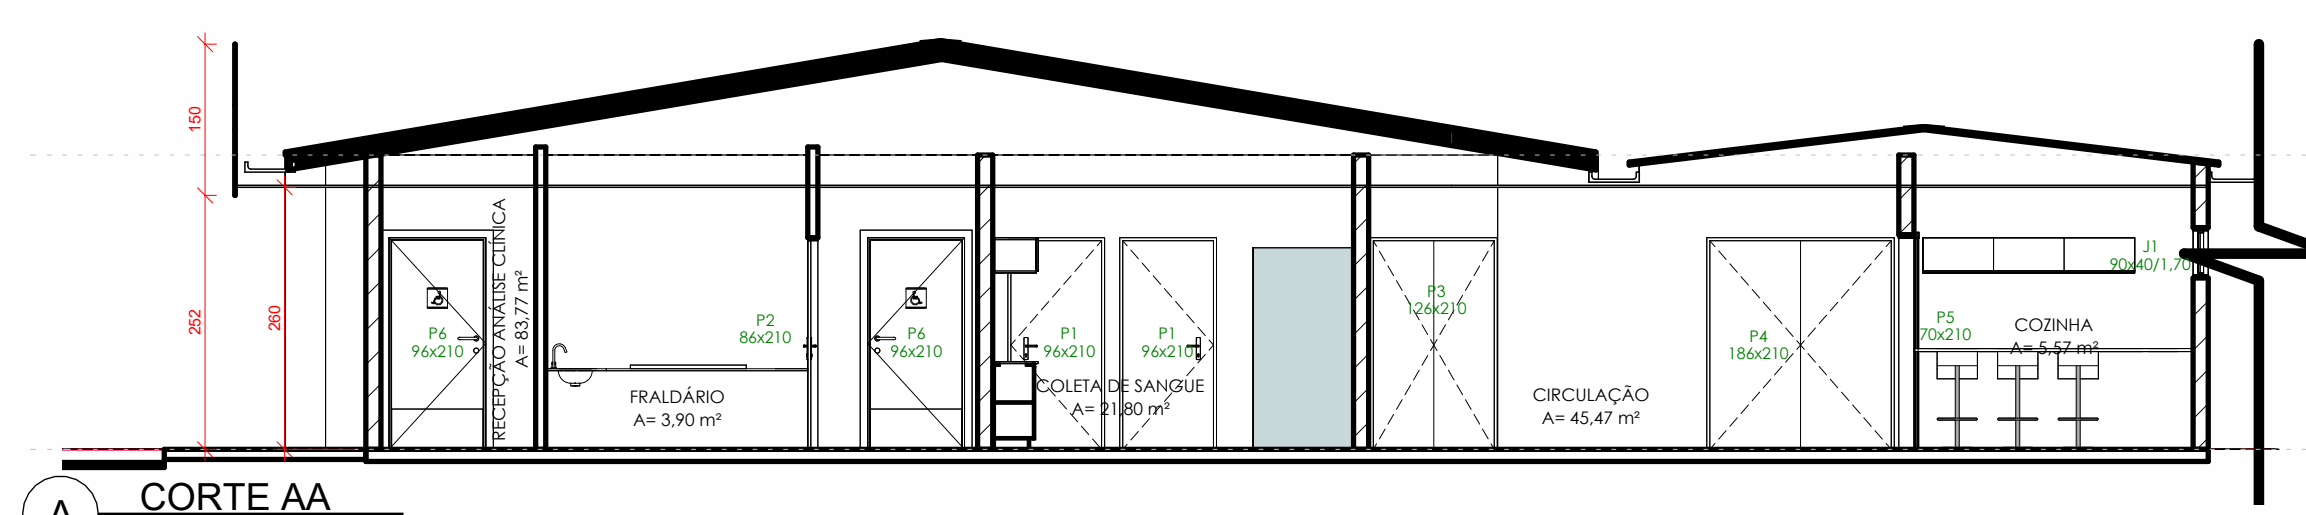 150
252
260
P6
96x210
RECEPÇÃO ANÁLISE CLÍNICA
A= 83,77 m²
FRALDÁRIO
A= 3,90 m²
P2
86x210
P6
96x210
P1
96x210
P1
96x210
COLETA DE SANGUE
A= 21,80 m²
P3
126x210
CIRCULAÇÃO
A= 45,47 m²
P4
186x210
P5
70x210
COZINHA
A= 5,57 m²
J1
90x40/1,70
A
CORTE AA